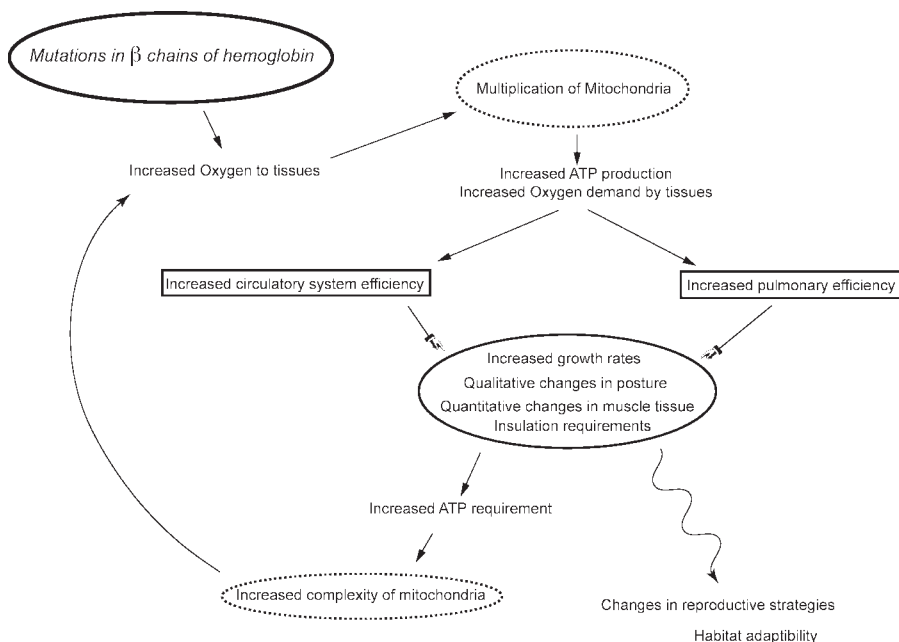 Mutations in β chains of hemoglobin
Multiplication of Mitochondria
Increased Oxygen to tissues
Increased ATP production
Increased Oxygen demand by tissues
Increased circulatory system efficiency
Increased pulmonary efficiency
Increased growth rates
Qualitative changes in posture
Quantitative changes in muscle tissue
Insulation requirements
Increased ATP requirement
Increased complexity of mitochondria
Changes in reproductive strategies
Habitat adaptibility